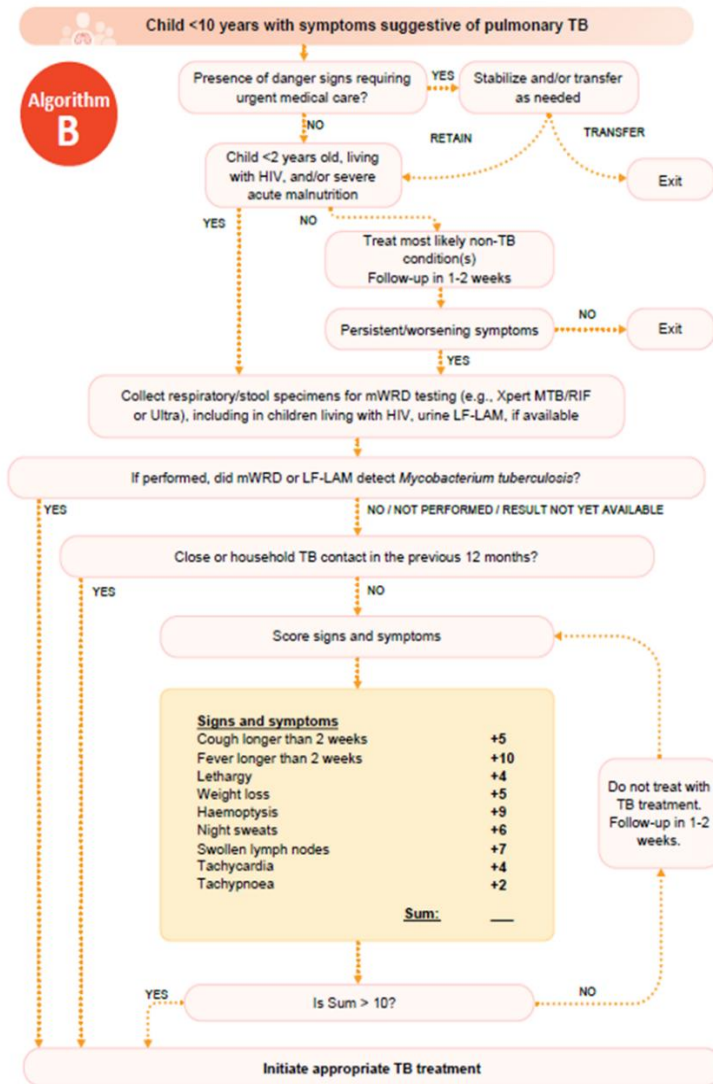 Child <10 years with symptoms suggestive of pulmonary TB
Algorithm
B
Presence of danger signs requiring
urgent medical care?
YES
Stabilize and/or transfer
as needed
NO
RETAIN
TRANSFER
Child <2 years old, living
with HIV, and/or severe
acute malnutrition
Exit
YES
NO
Treat most likely non-TB
condition(s)
Follow-up in 1-2 weeks
Persistent/worsening symptoms
NO
Exit
YES
Collect respiratory/stool specimens for mWRD testing (e.g., Xpert MTB/RIF
or Ultra), including in children living with HIV, urine LF-LAM, if available
If performed, did mWRD or LF-LAM detect Mycobacterium tuberculosis?
YES
NO / NOT PERFORMED / RESULT NOT YET AVAILABLE
Close or household TB contact in the previous 12 months?
YES
NO
Score signs and symptoms
Signs and symptoms
Cough longer than 2 weeks +5
Fever longer than 2 weeks +10
Lethargy +4
Weight loss +5
Haemoptysis +9
Night sweats +6
Swollen lymph nodes +7
Tachycardia +4
Tachypnoea +2
Sum: ___
Do not treat with
TB treatment.
Follow-up in 1-2
weeks.
YES
Is Sum > 10?
NO
Initiate appropriate TB treatment